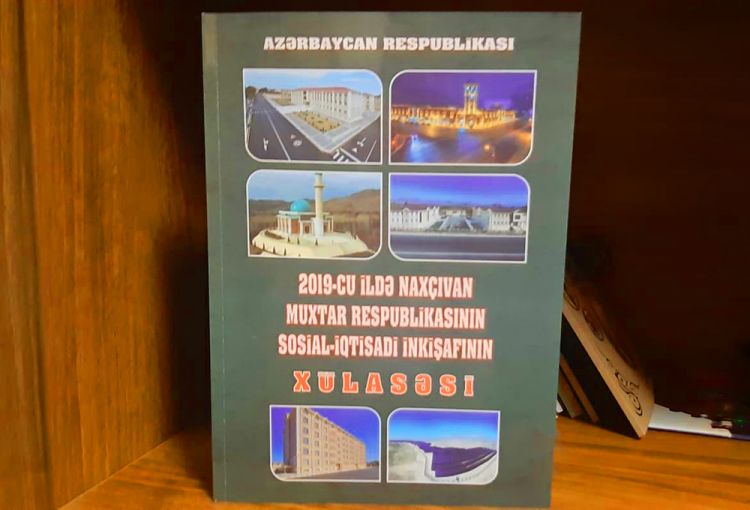 AZƏRBAYCAN RESPUBLİKASI
2019-CU İLDƏ NAXÇIVAN
MUXTAR RESPUBLİKASININ
SOSİAL-İQTİSADİ İNKİŞAFININ
XÜLASƏSİ